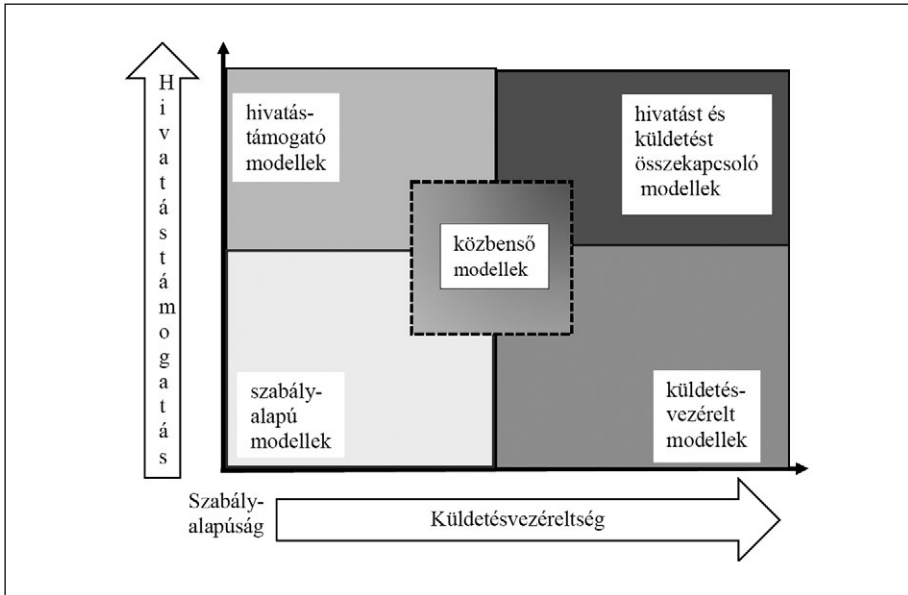 Hivatástámogatás
hivatás-
támogató
modellek
hivatást és
küldetést
összekapcsoló
modellek
közbenső
modellek
szabály-
alapú
modellek
küldetés-
vezérelt
modellek
Szabály-
alapúság
Küldetésvezéreltség